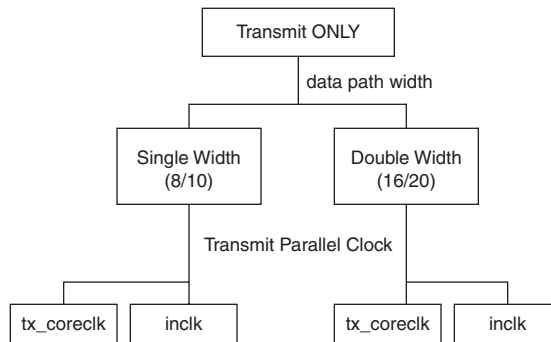 Transmit ONLY
data path width
Single Width
(8/10)
Double Width
(16/20)
Transmit Parallel Clock
tx_coreclk
inclk
tx_coreclk
inclk